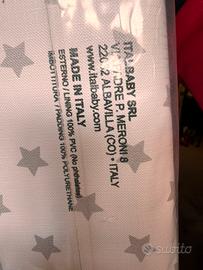 ITALBABY SRL
VIA PADRE P. MERONI 8
22032 ALBAVILLA (CO) • ITALY
www.italbaby.com
MADE IN ITALY
ESTERNO / LINING 100% PVC (No phthalates)
IMBOTTITURA / PADDING 100% POLYURETHANE
subito